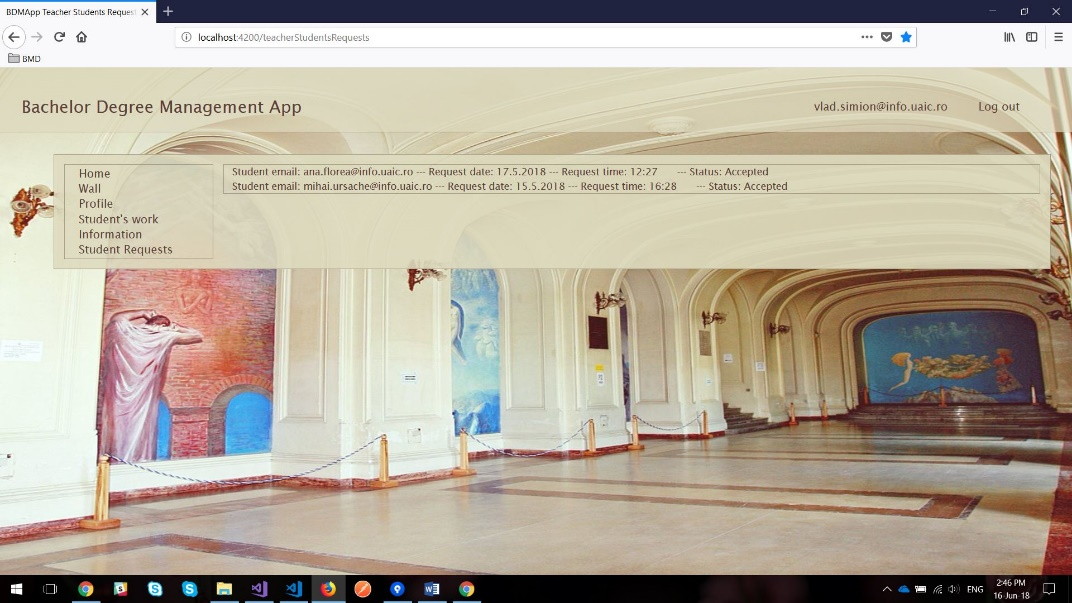 BDMApp Teacher Students Request
localhost:4200/teacherStudentsRequests
BMD
Bachelor Degree Management App
vlad.simion@info.uaic.ro
Log out
Home
Wall
Profile
Student's work
Information
Student Requests
Student email: ana.florea@info.uaic.ro --- Request date: 17.5.2018 --- Request time: 12:27 --- Status: Accepted
Student email: mihai.ursache@info.uaic.ro --- Request date: 15.5.2018 --- Request time: 16:28 --- Status: Accepted
ENG
2:46 PM
16-Jun-18